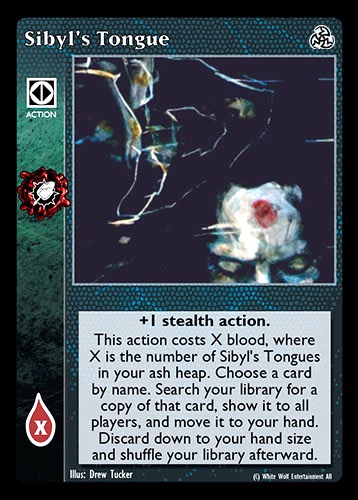 Sibyl's Tongue
ACTION
+1 stealth action.
This action costs X blood, where
X is the number of Sibyl's Tongues
in your ash heap. Choose a card
by name. Search your library for a
copy of that card, show it to all
players, and move it to your hand.
Discard down to your hand size
and shuffle your library afterward.
X
Illus: Drew Tucker
(C) White Wolf Entertainment AB